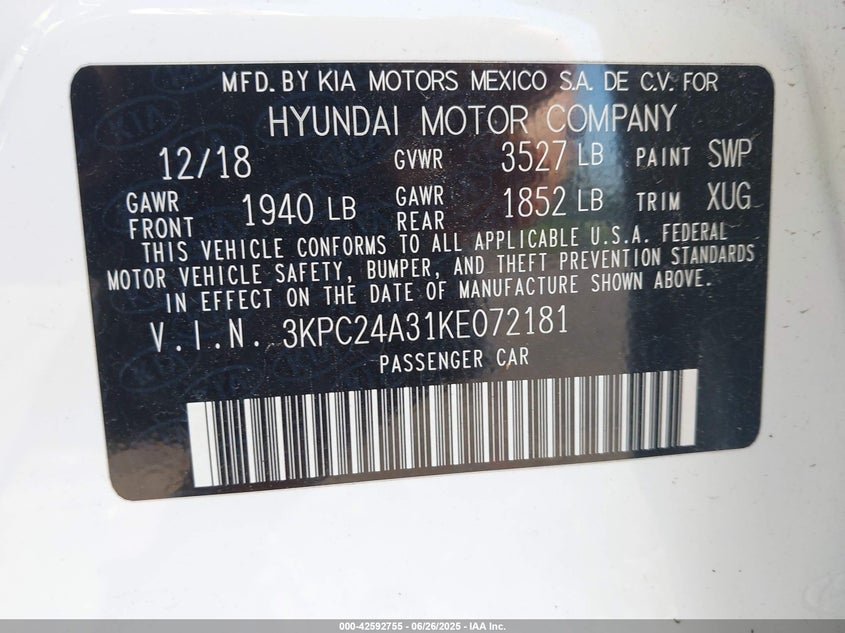 MFD. BY KIA MOTORS MEXICO S.A. DE C.V. FOR
HYUNDAI MOTOR COMPANY
12/18 GVWR 3527 LB PAINT SWP
GAWR FRONT 1940 LB GAWR REAR 1852 LB TRIM XUG
THIS VEHICLE CONFORMS TO ALL APPLICABLE U.S.A. FEDERAL
MOTOR VEHICLE SAFETY, BUMPER, AND THEFT PREVENTION STANDARDS
IN EFFECT ON THE DATE OF MANUFACTURE SHOWN ABOVE.
V.I.N. 3KPC24A31KE072181
PASSENGER CAR
000-42592755 - 06/26/2025 - IAA Inc.